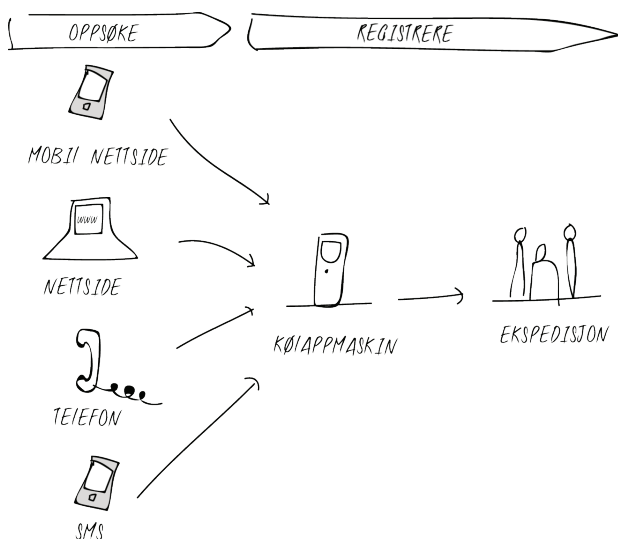 OPPSØKE
REGISTRERE
MOBIL NETTSIDE
WWW
NETTSIDE
KØLAPPMASKIN
EKSPEDISJON
TELEFON
SMS